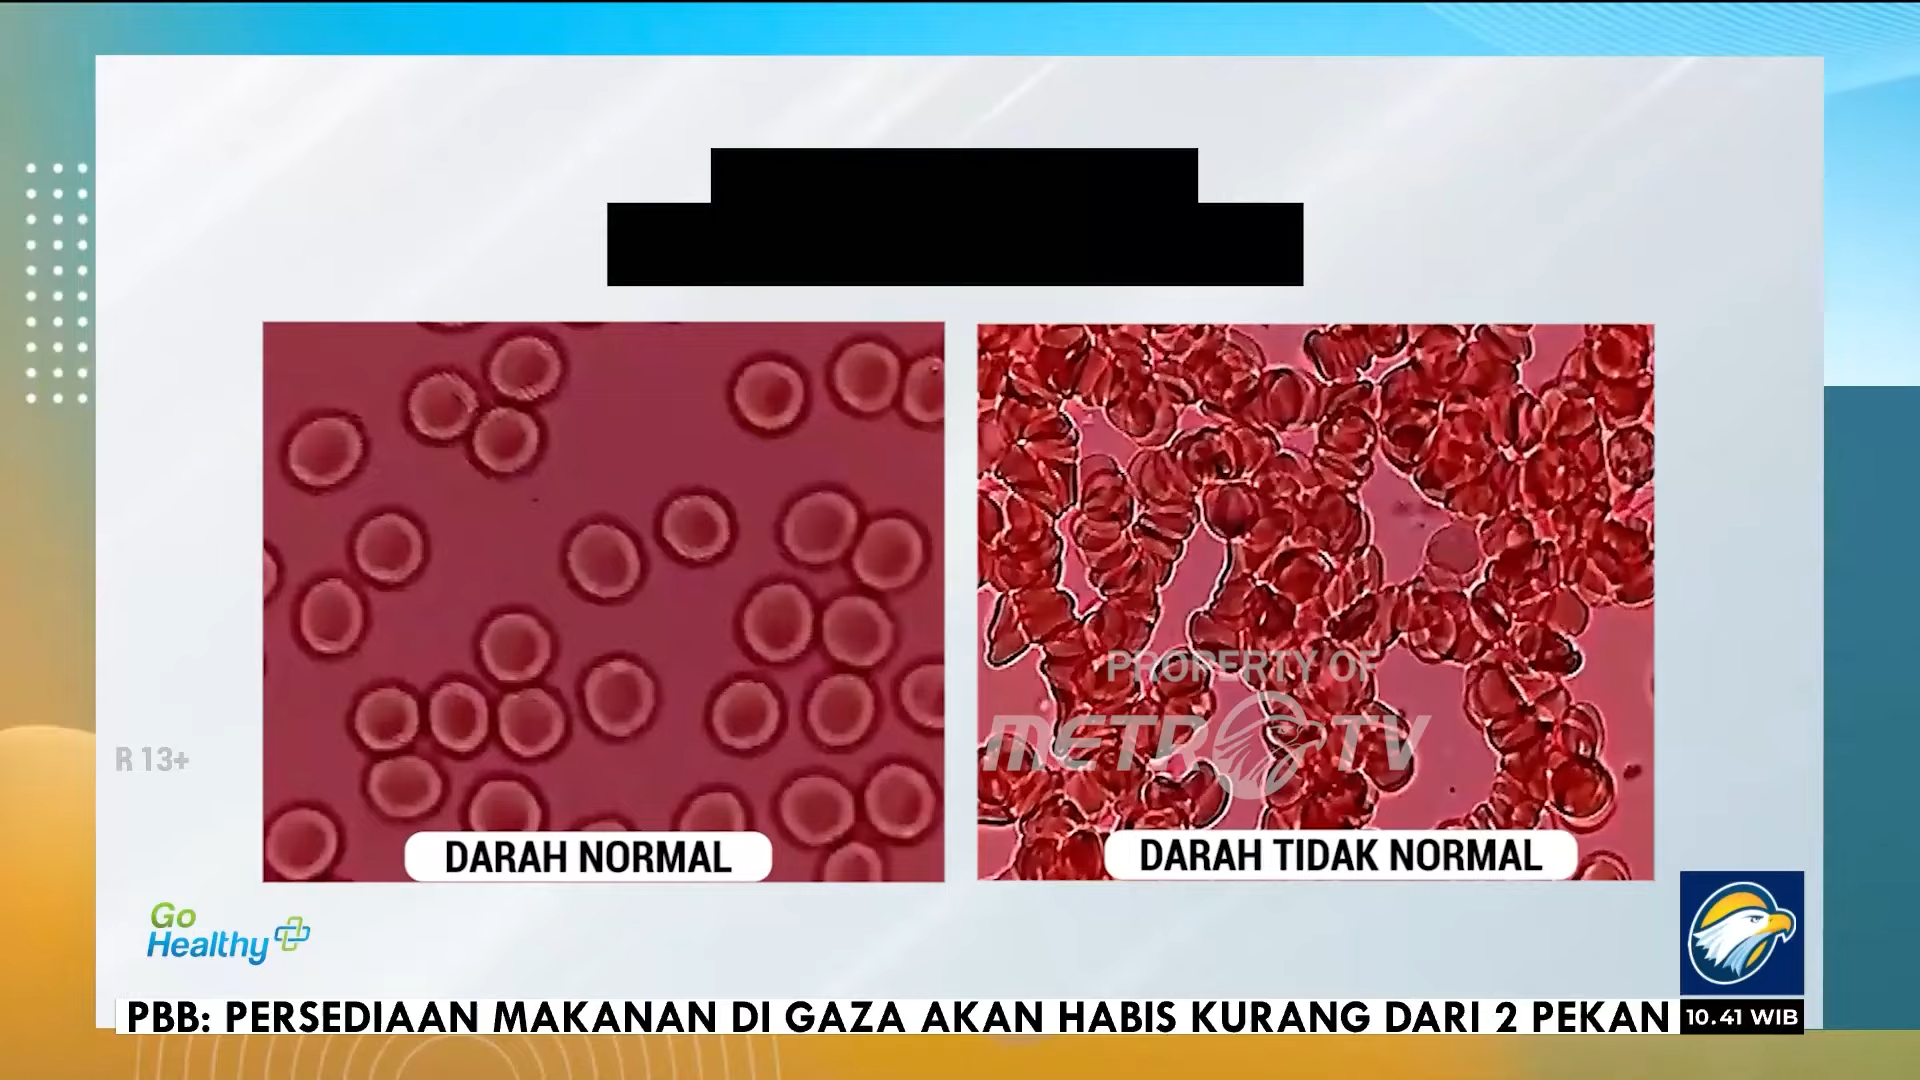 R 13+
DARAH NORMAL
DARAH TIDAK NORMAL
PROPERTY OF
METRO TV
Go
Healthy
PBB: PERSEDIAAN MAKANAN DI GAZA AKAN HABIS KURANG DARI 2 PEKAN
10.41 WIB